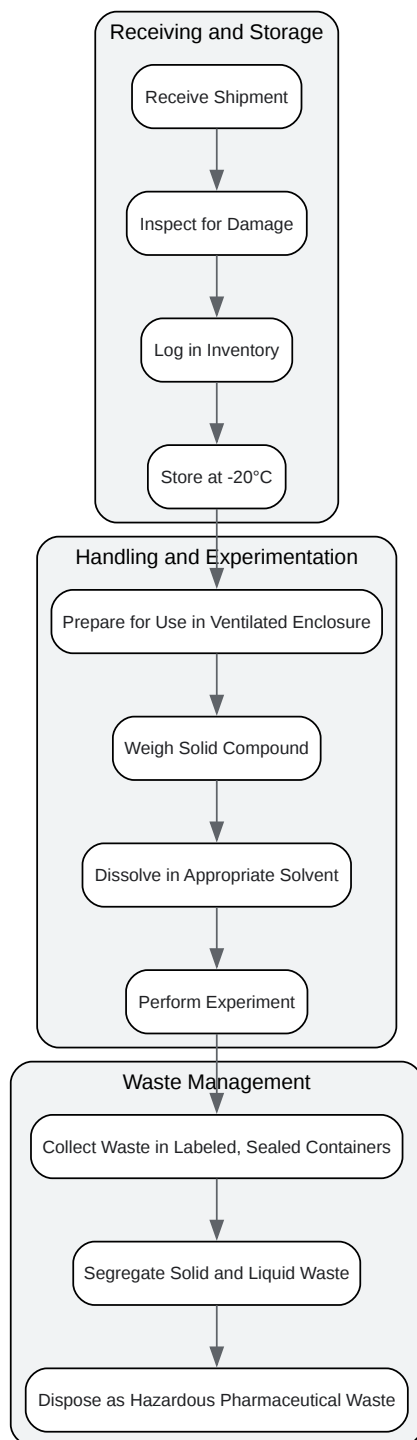 Receiving and Storage
Receive Shipment
Inspect for Damage
Log in Inventory
Store at -20°C
Handling and Experimentation
Prepare for Use in Ventilated Enclosure
Weigh Solid Compound
Dissolve in Appropriate Solvent
Perform Experiment
Waste Management
Collect Waste in Labeled, Sealed Containers
Segregate Solid and Liquid Waste
Dispose as Hazardous Pharmaceutical Waste